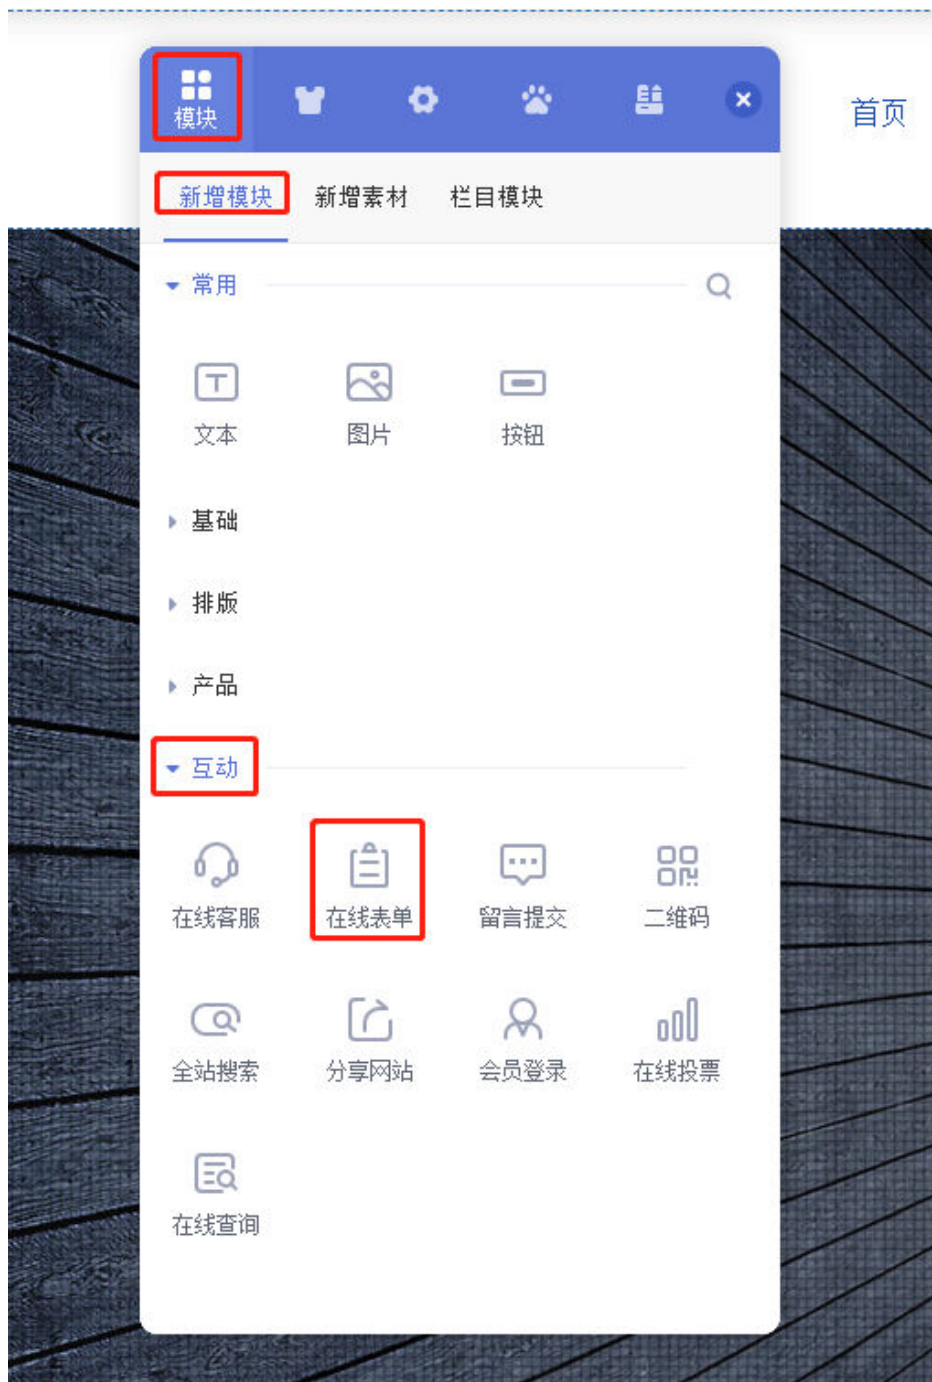 模块
首页
新增模块 新增素材 栏目模块
常用
文本 图片 按钮
基础
排版
产品
互动
在线客服 在线表单 留言提交 二维码
全站搜索 分享网站 会员登录 在线投票
在线查询